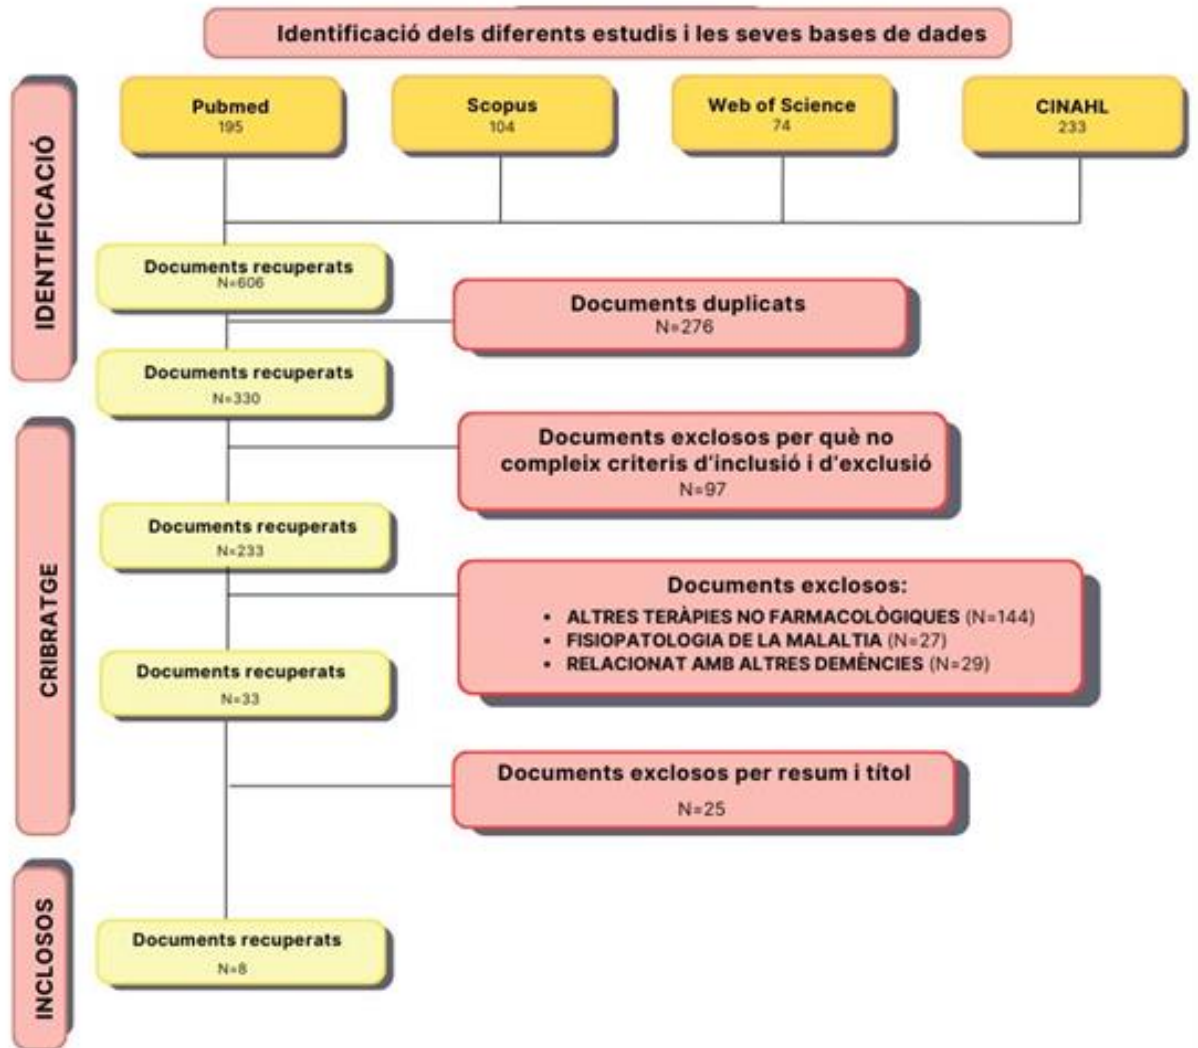 Identificació dels diferents estudis i les seves bases de dades
IDENTIFICACIÓ
Pubmed
195
Scopus
104
Web of Science
74
CINAHL
233
Documents recuperats
N=606
Documents duplicats
N=276
Documents recuperats
N=330
CRIBRATGE
Documents exclosos per què no
compleix criteris d'inclusió i d'exclusió
N=97
Documents recuperats
N=233
Documents exclosos:
• ALTRES TERÀPIES NO FARMACOLÒGIQUES (N=144)
• FISIOPATOLOGIA DE LA MALALTIA (N=27)
• RELACIONAT AMB ALTRES DEMÈNCIES (N=29)
Documents recuperats
N=33
Documents exclosos per resum i títol
N=25
INCLOSOS
Documents recuperats
N=8